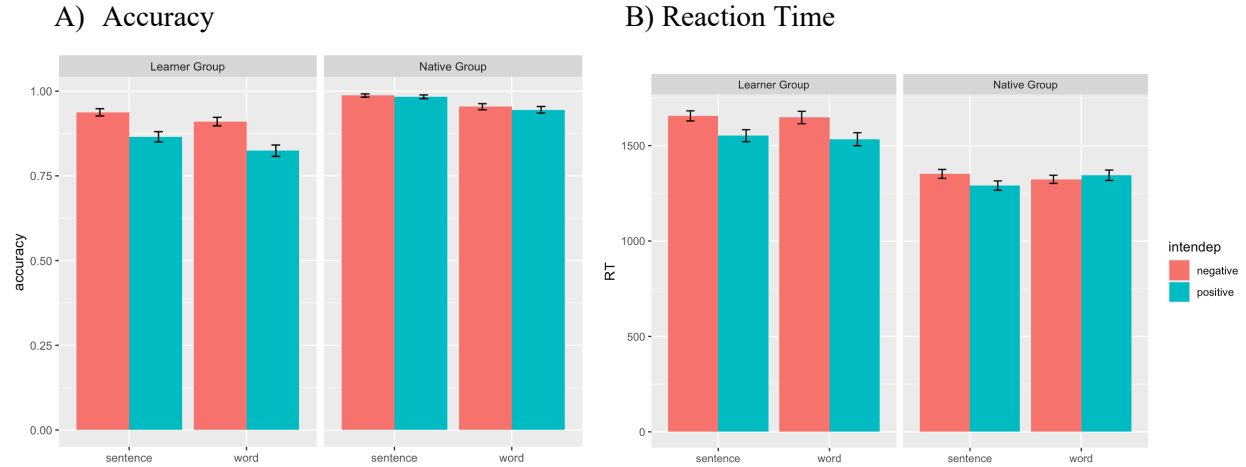 A) Accuracy
B) Reaction Time
Learner Group
Native Group
1.00
0.75
0.50
0.25
0.00
accuracy
sentence
word
sentence
word
Learner Group
Native Group
1500
1000
500
0
RT
sentence
word
sentence
word
intendep
negative
positive